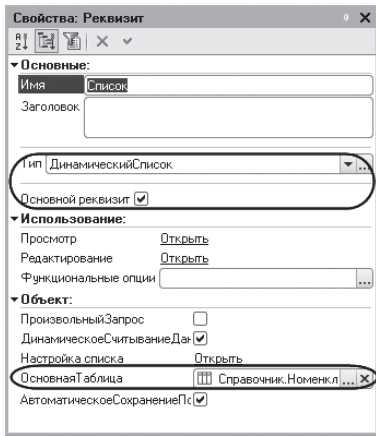 Свойства: Реквизит
Основные:
Имя Список
Заголовок
Тип ДинамическийСписок
Основной реквизит
Использование:
Просмотр Открыть
Редактирование Открыть
Функциональные опции
Объект:
ПроизвольныйЗапрос
ДинамическоеСчитываниеДан
Настройка списка Открыть
ОсновнаяТаблица Справочник.Номенкл
АвтоматическоеСохранениеПо